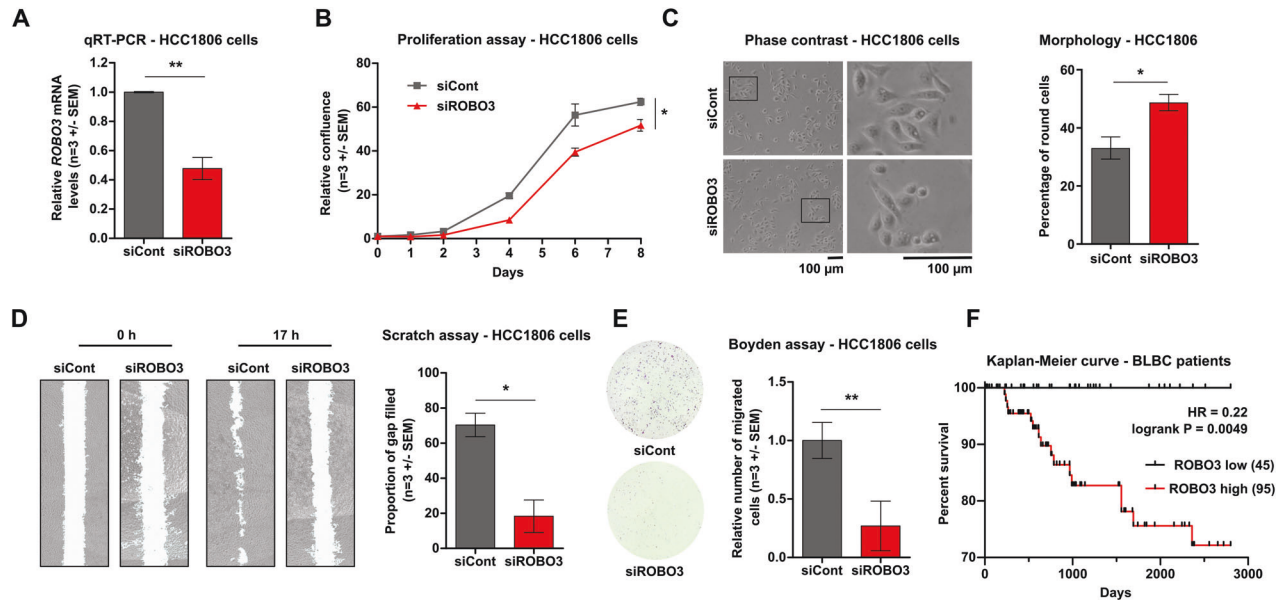 A
qRT-PCR - HCC1806 cells
Relative ROBO3 mRNA
levels (n=3 +/- SEM)
**
1.2
1.0
0.8
0.6
0.4
0.2
0.0
siCont siROBO3
B
Proliferation assay - HCC1806 cells
Relative confluence
(n=3 +/- SEM)
siCont
siROBO3
*
80
60
40
20
0
0 1 2 3 4 5 6 7 8
Days
C
Phase contrast - HCC1806 cells
siCont
siROBO3
100 µm 100 µm
Morphology - HCC1806
Percentage of round cells
*
60
40
20
0
siCont siROBO3
D
0 h 17 h
siCont siROBO3 siCont siROBO3
Scratch assay - HCC1806 cells
Proportion of gap filled
(n=3 +/- SEM)
*
100
80
60
40
20
0
siCont siROBO3
E
siCont
siROBO3
Boyden assay - HCC1806 cells
Relative number of migrated
cells (n=3 +/- SEM)
**
1.5
1.0
0.5
0.0
siCont siROBO3
F
Kaplan-Meier curve - BLBC patients
Percent survival
100
90
80
70
HR = 0.22
logrank P = 0.0049
ROBO3 low (45)
ROBO3 high (95)
0 1000 2000 3000
Days